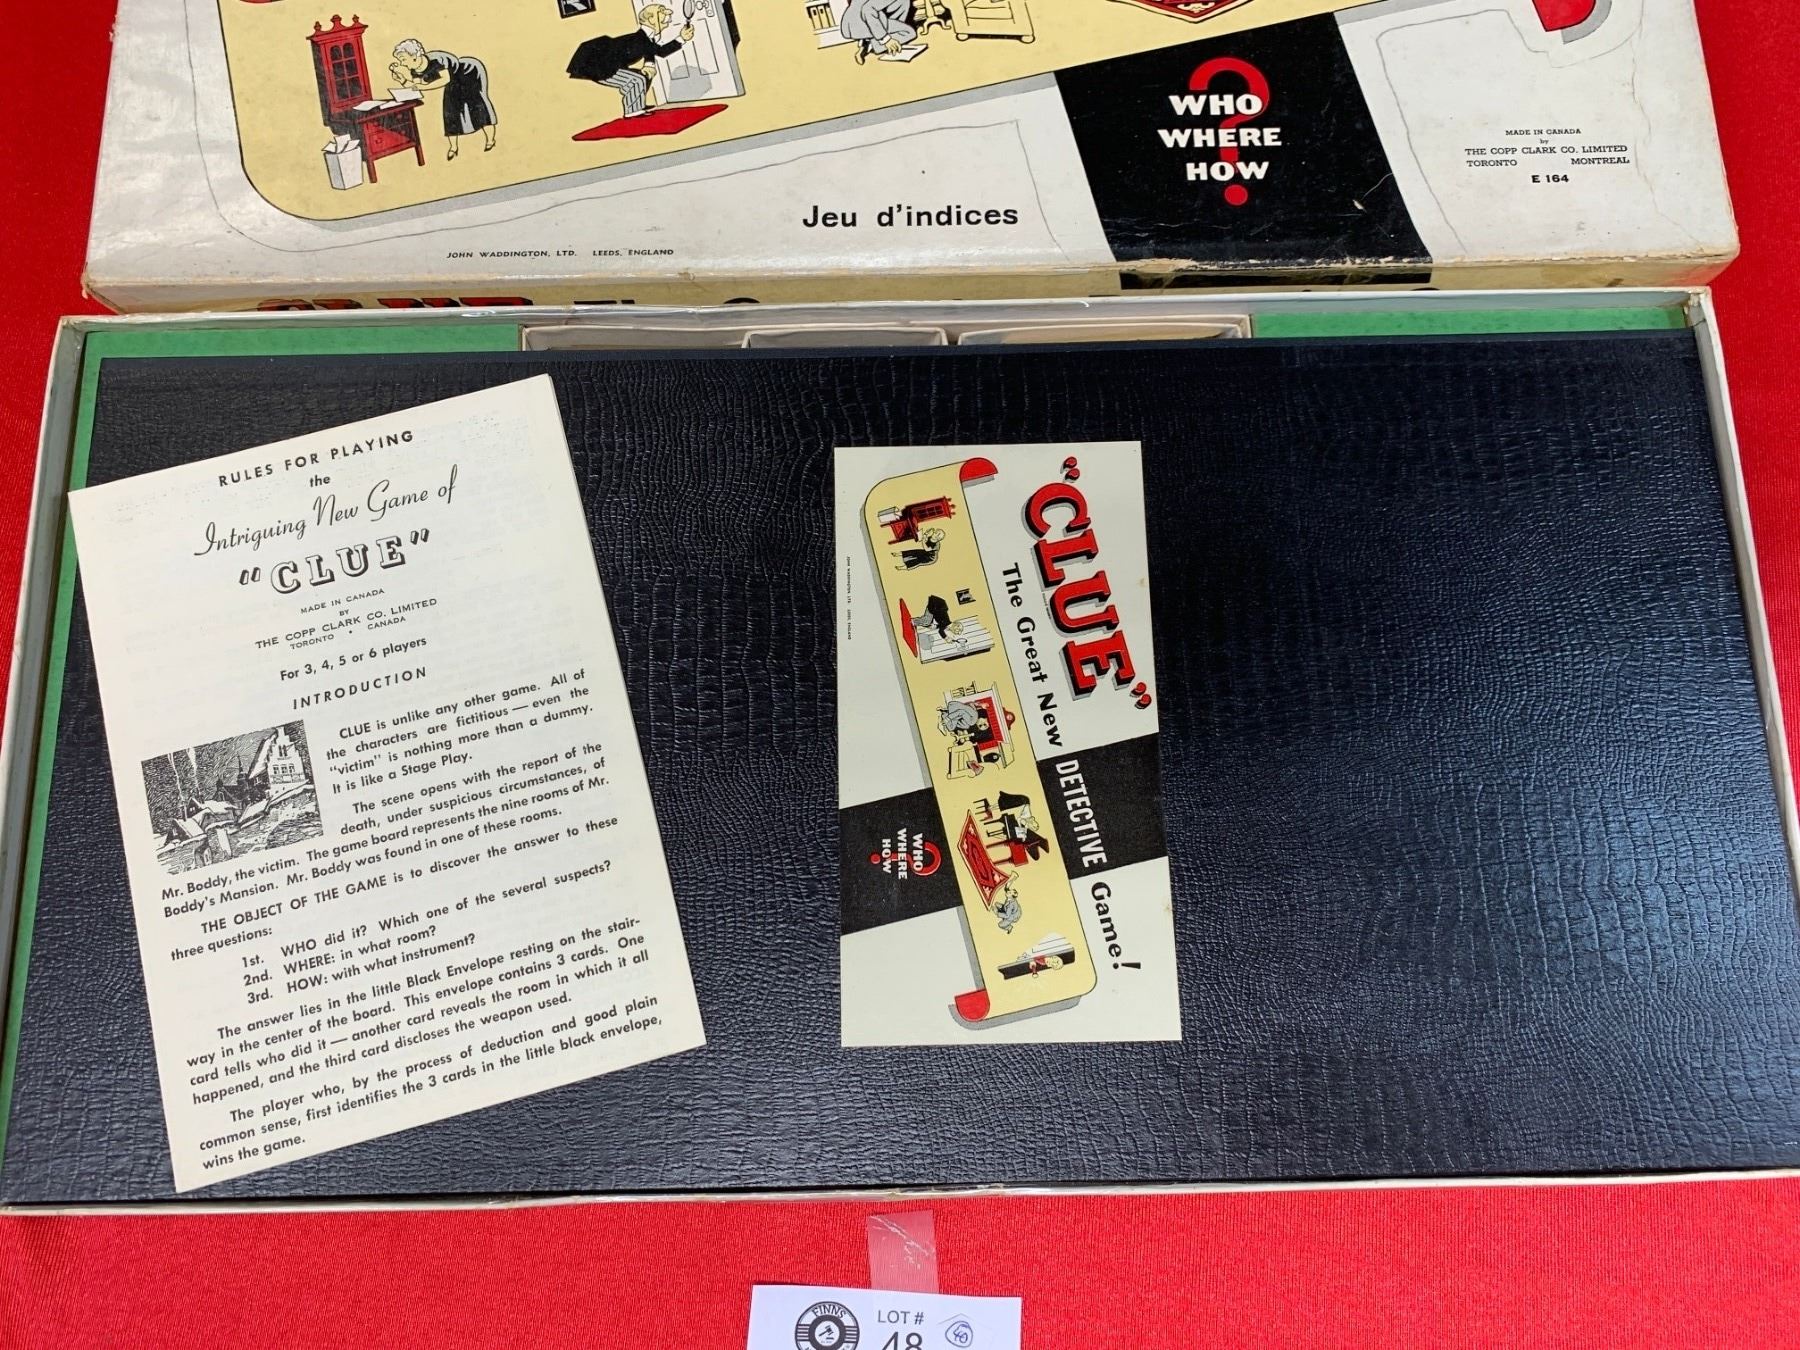 WHO
WHERE
HOW
?
MADE IN CANADA
by
THE COPP CLARK CO. LIMITED
TORONTO MONTREAL
E 164
Jeu d'indices
JOHN WADDINGTON, LTD. LEEDS, ENGLAND
RULES FOR PLAYING
the
Intriguing New Game of
"CLUE"
MADE IN CANADA
BY
THE COPP CLARK CO. LIMITED
TORONTO • CANADA
For 3, 4, 5 or 6 players
INTRODUCTION
CLUE is unlike any other game. All of
the characters are fictitious — even the
"victim" is nothing more than a dummy.
It is like a Stage Play.
The scene opens with the report of the
death, under suspicious circumstances, of
Mr. Boddy, the victim. The game board represents the nine rooms of Mr.
Boddy's Mansion. Mr. Boddy was found in one of these rooms.
THE OBJECT OF THE GAME is to discover the answer to these
three questions:
1st. WHO did it? Which one of the several suspects?
2nd. WHERE: in what room?
3rd. HOW: with what instrument?
The answer lies in the little Black Envelope resting on the stair-
way in the center of the board. This envelope contains 3 cards. One
card tells who did it — another card reveals the room in which it all
happened, and the third card discloses the weapon used.
The player who, by the process of deduction and good plain
common sense, first identifies the 3 cards in the little black envelope,
wins the game.
"CLUE"
The Great New DETECTIVE Game!
WHO
WHERE
HOW
?
JOHN WADDINGTON, LTD. LEEDS, ENGLAND
FINNS
LOT #
48
40